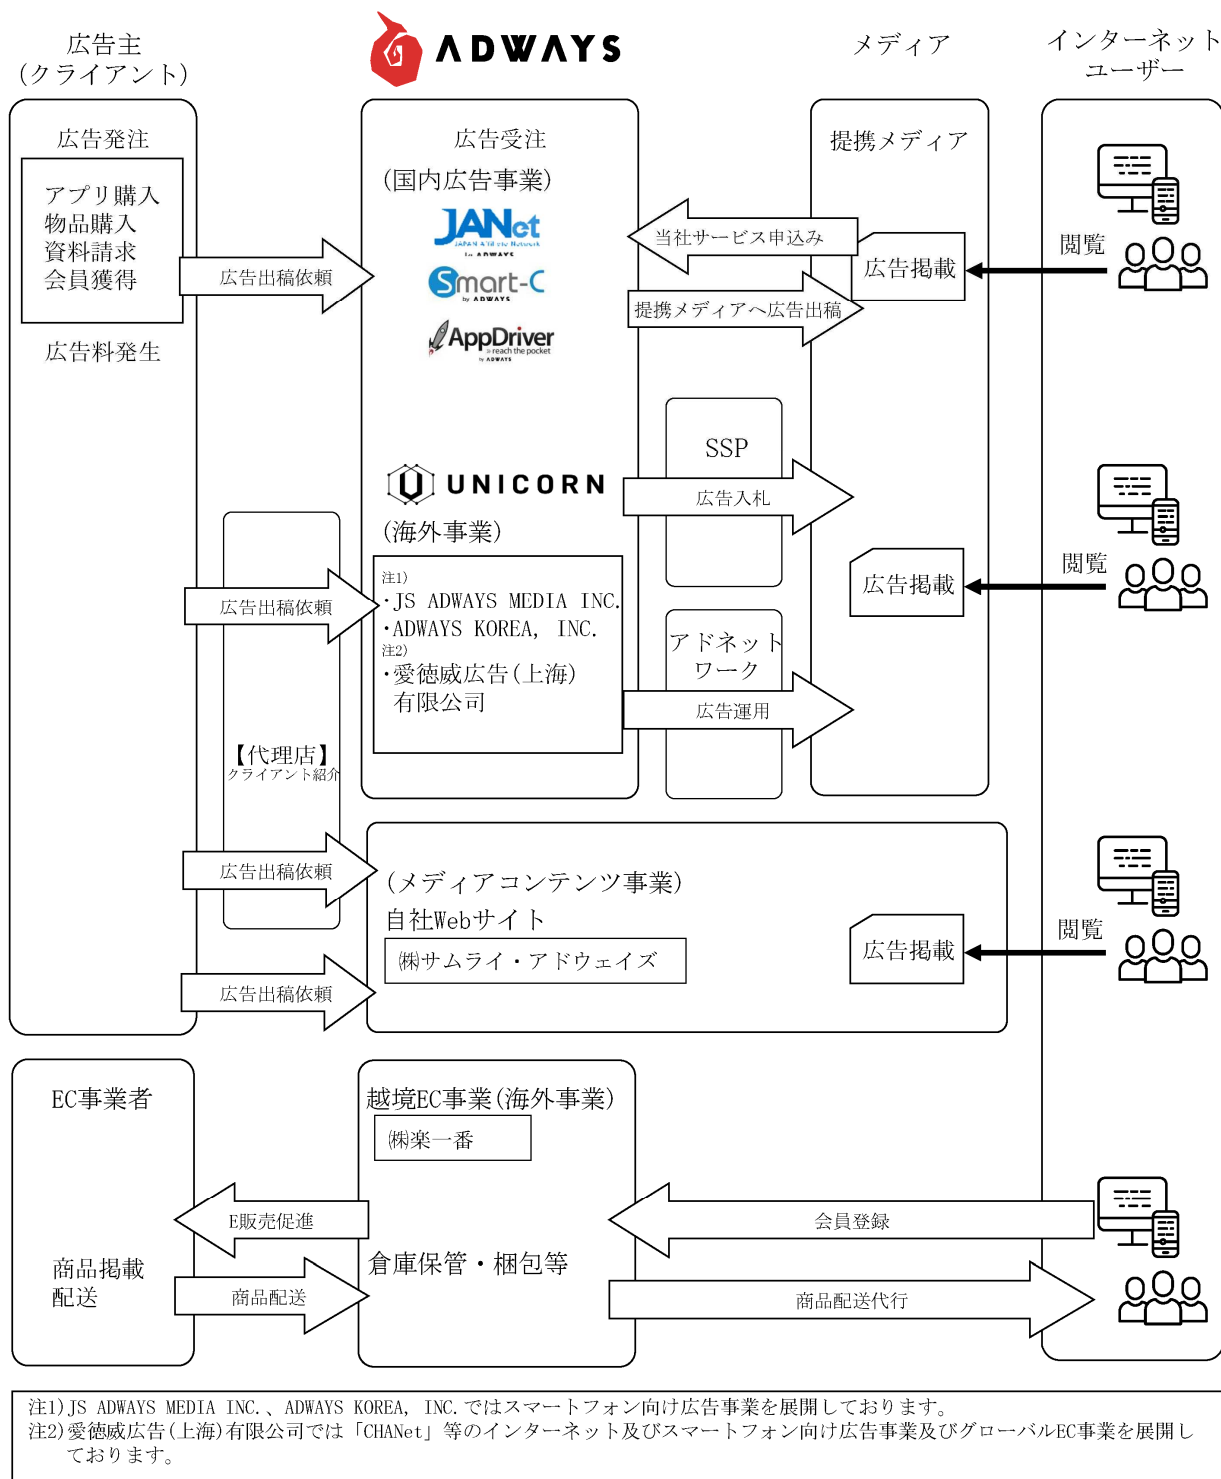 広告主
(クライアント)
ADWAYS
メディア
インターネット
ユーザー
広告発注
アプリ購入
物品購入
資料請求
会員獲得
広告料発生
広告出稿依頼
広告受注
(国内広告事業)
JANet
JAPAN Affiliate Network
by ADWAYS
Smart-C
by ADWAYS
AppDriver
» reach the pocket
by ADWAYS
当社サービス申込み
提携メディアへ広告出稿
提携メディア
広告掲載
閲覧
UNICORN
SSP
広告入札
(海外事業)
注1)
・JS ADWAYS MEDIA INC.
・ADWAYS KOREA, INC.
注2)
・愛徳威広告(上海)
有限公司
広告出稿依頼
アドネット
ワーク
広告運用
広告掲載
閲覧
【代理店】
クライアント紹介
広告出稿依頼
広告出稿依頼
(メディアコンテンツ事業)
自社Webサイト
㈱サムライ・アドウェイズ
広告掲載
閲覧
EC事業者
商品掲載
配送
越境EC事業(海外事業)
㈱楽一番
E販売促進
会員登録
倉庫保管・梱包等
商品配送
商品配送代行
注1)JS ADWAYS MEDIA INC.、ADWAYS KOREA, INC.ではスマートフォン向け広告事業を展開しております。
注2)愛徳威広告(上海)有限公司では「CHANet」等のインターネット及びスマートフォン向け広告事業及びグローバルEC事業を展開し
ております。